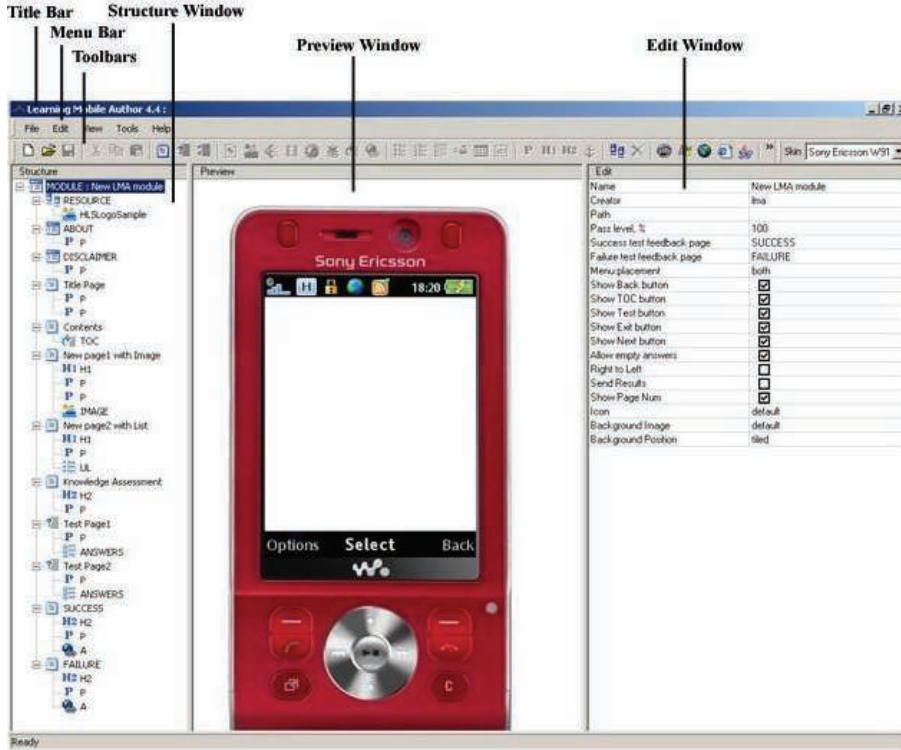 Title Bar
Structure Window
Menu Bar
Toolbars
Preview Window
Edit Window
Learning Mobile Author 4.4 :
File Edit View Tools Help
P H1 H2
Skin Sony Ericsson W91
Structure
MODULE : New LMA module
RESOURCE
HLSLogoSample
ABOUT
P P
DISCLAIMER
P P
Title Page
P P
P P
Contents
TOC
New page1 with Image
H1 H1
P P
P P
IMAGE
New page2 with List
H1 H1
P P
UL
Knowledge Assessment
H2 H2
P P
Test Page1
P P
ANSWERS
Test Page2
P P
ANSWERS
SUCCESS
H2 H2
P P
A
FAILURE
H2 H2
P P
A
Preview
Sony Ericsson
H 18:20
Options Select Back
C
Edit
Name New LMA module
Creator lma
Path
Pass level, % 100
Success test feedback page SUCCESS
Failure test feedback page FAILURE
Menu placement both
Show Back button
Show TOC button
Show Test button
Show Exit button
Show Next button
Allow empty answers
Right to Left
Send Results
Show Page Num
Icon default
Background Image default
Background Position tiled
Ready